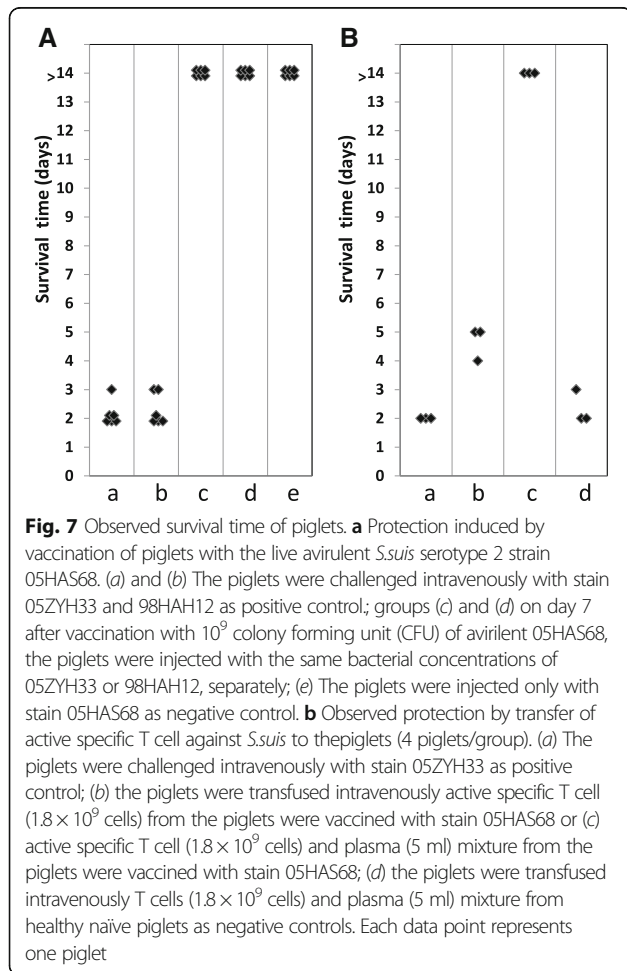 A
B
>14
13
12
11
10
9
8
7
6
5
4
3
2
1
0
Survival time (days)
a b c d e
>14
13
12
11
10
9
8
7
6
5
4
3
2
1
0
Survival time (days)
a b c d
Fig. 7 Observed survival time of piglets. a Protection induced by
vaccination of piglets with the live avirulent S.suis serotype 2 strain
05HAS68. (a) and (b) The piglets were challenged intravenously with stain
05ZYH33 and 98HAH12 as positive control.; groups (c) and (d) on day 7
after vaccination with 10⁹ colony forming unit (CFU) of avirilent 05HAS68,
the piglets were injected with the same bacterial concentrations of
05ZYH33 or 98HAH12, separately; (e) The piglets were injected only with
stain 05HAS68 as negative control. b Observed protection by transfer of
active specific T cell against S.suis to thepiglets (4 piglets/group). (a) The
piglets were challenged intravenously with stain 05ZYH33 as positive
control; (b) the piglets were transfused intravenously active specific T cell
(1.8 × 10⁹ cells) from the piglets were vaccined with stain 05HAS68 or (c)
active specific T cell (1.8 × 10⁹ cells) and plasma (5 ml) mixture from the
piglets were vaccined with stain 05HAS68; (d) the piglets were transfused
intravenously T cells (1.8 × 10⁹ cells) and plasma (5 ml) mixture from
healthy naïve piglets as negative controls. Each data point represents
one piglet